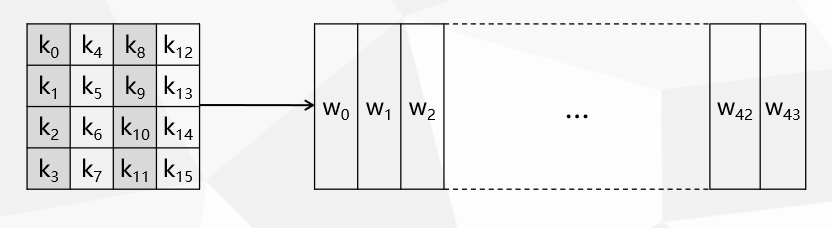 k₀ k₄ k₈ k₁₂
k₁ k₅ k₉ k₁₃
k₂ k₆ k₁₀ k₁₄
k₃ k₇ k₁₁ k₁₅
w₀ w₁ w₂ ... w₄₂ w₄₃